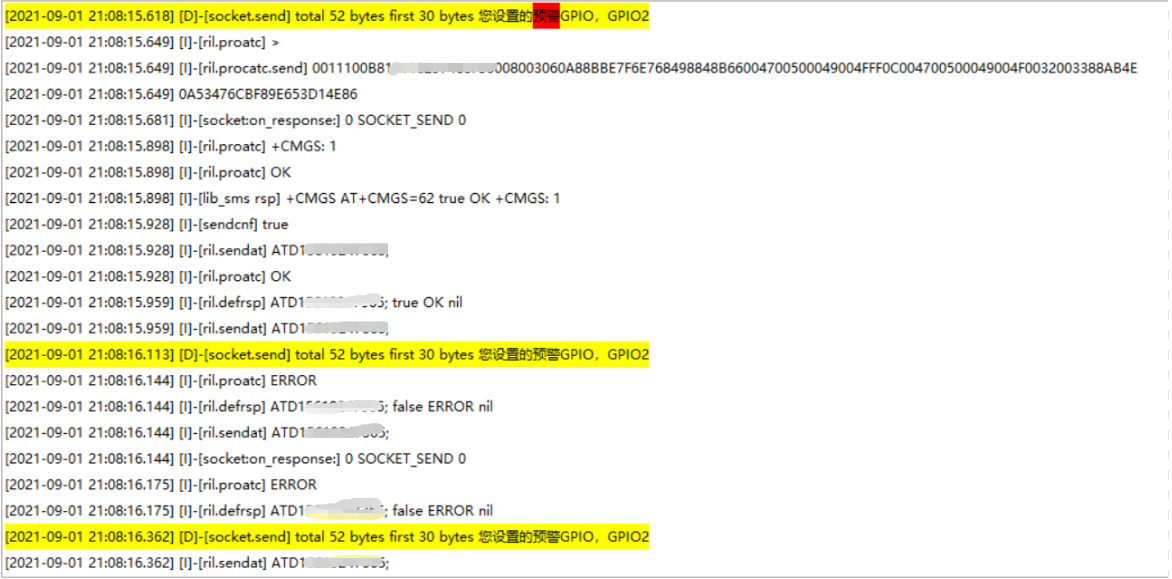 [2021-09-01 21:08:15.618] [D]-[socket.send] total 52 bytes first 30 bytes 您设置的预警GPIO，GPIO2
[2021-09-01 21:08:15.649] [I]-[ril.proatc] >
[2021-09-01 21:08:15.649] [I]-[ril.procatc.send] 0011100B81 008003060A88BBE7F6E768498848B66004700500049004FFF0C004700500049004F0032003388AB4E
[2021-09-01 21:08:15.649] 0A53476CBF89E653D14E86
[2021-09-01 21:08:15.681] [I]-[socket:on_response:] 0 SOCKET_SEND 0
[2021-09-01 21:08:15.898] [I]-[ril.proatc] +CMGS: 1
[2021-09-01 21:08:15.898] [I]-[ril.proatc] OK
[2021-09-01 21:08:15.898] [I]-[lib_sms rsp] +CMGS AT+CMGS=62 true OK +CMGS: 1
[2021-09-01 21:08:15.928] [I]-[sendcnf] true
[2021-09-01 21:08:15.928] [I]-[ril.sendat] ATD1
[2021-09-01 21:08:15.928] [I]-[ril.proatc] OK
[2021-09-01 21:08:15.959] [I]-[ril.defrsp] ATD1 ; true OK nil
[2021-09-01 21:08:15.959] [I]-[ril.sendat] ATD1
[2021-09-01 21:08:16.113] [D]-[socket.send] total 52 bytes first 30 bytes 您设置的预警GPIO，GPIO2
[2021-09-01 21:08:16.144] [I]-[ril.proatc] ERROR
[2021-09-01 21:08:16.144] [I]-[ril.defrsp] ATD1 ; false ERROR nil
[2021-09-01 21:08:16.144] [I]-[ril.sendat] ATD1 ;
[2021-09-01 21:08:16.144] [I]-[socket:on_response:] 0 SOCKET_SEND 0
[2021-09-01 21:08:16.175] [I]-[ril.proatc] ERROR
[2021-09-01 21:08:16.175] [I]-[ril.defrsp] ATD1 ; false ERROR nil
[2021-09-01 21:08:16.362] [D]-[socket.send] total 52 bytes first 30 bytes 您设置的预警GPIO，GPIO2
[2021-09-01 21:08:16.362] [I]-[ril.sendat] ATD1 ;